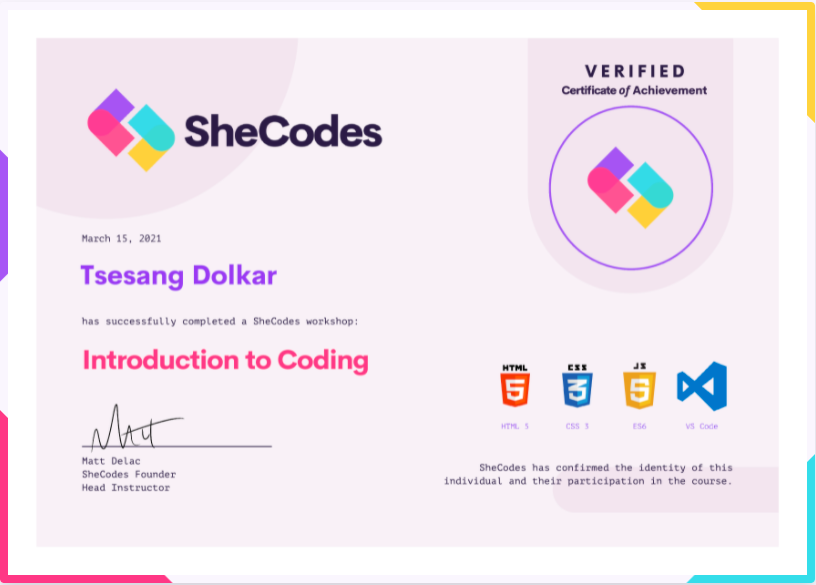 SheCodes
VERIFIED
Certificate of Achievement
March 15, 2021
Tsesang Dolkar
has successfully completed a SheCodes workshop:
Introduction to Coding
HTML
5
CSS
3
JS
5
HTML 5
CSS 3
ES6
VS Code
Matt
Matt Delac
SheCodes Founder
Head Instructor
SheCodes has confirmed the identity of this
individual and their participation in the course.